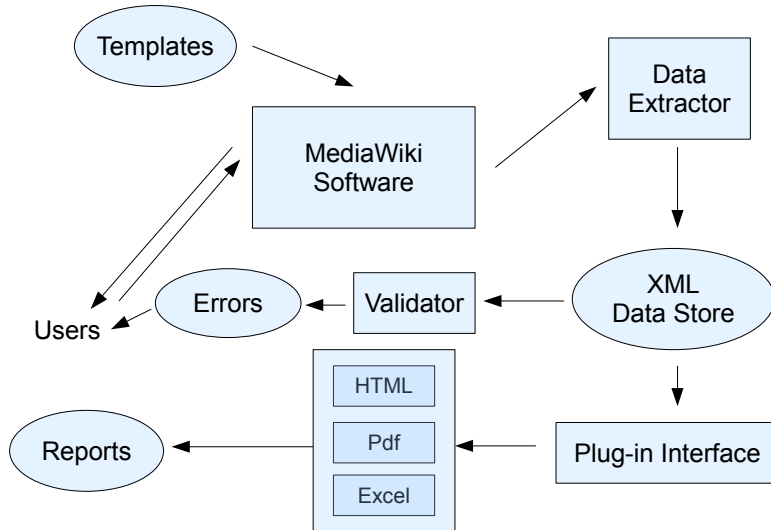 Templates
Data
Extractor
MediaWiki
Software
XML
Data Store
Validator
Errors
Users
HTML
Pdf
Excel
Reports
Plug-in Interface